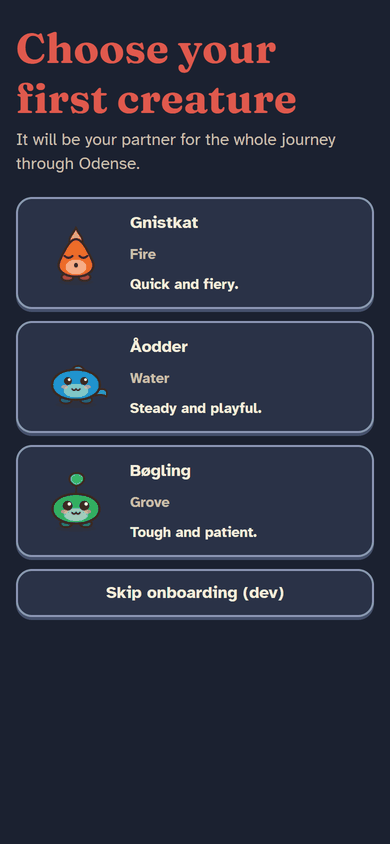 Choose your
first creature
It will be your partner for the whole journey
through Odense.
Gnistkat
Fire
Quick and fiery.
Åodder
Water
Steady and playful.
Bøgling
Grove
Tough and patient.
Skip onboarding (dev)